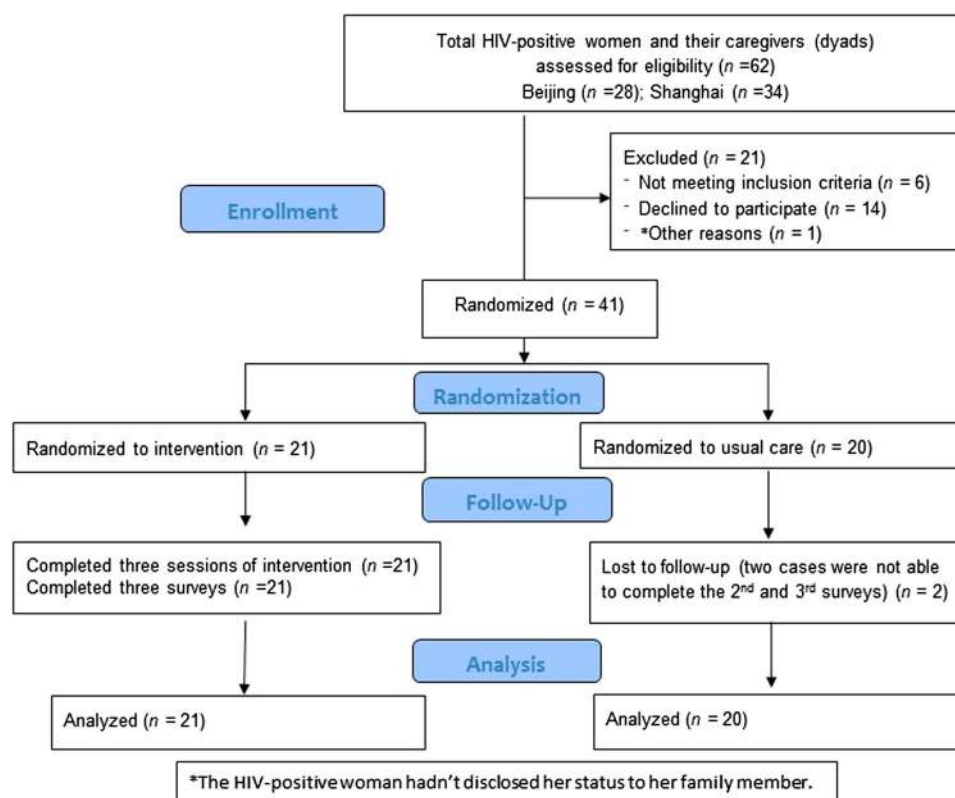 Total HIV-positive women and their caregivers (dyads)
assessed for eligibility (n =62)
Beijing (n =28); Shanghai (n =34)
Excluded (n = 21)
- Not meeting inclusion criteria (n = 6)
- Declined to participate (n = 14)
- *Other reasons (n = 1)
Enrollment
Randomized (n = 41)
Randomization
Randomized to intervention (n = 21)
Randomized to usual care (n = 20)
Follow-Up
Completed three sessions of intervention (n =21)
Completed three surveys (n =21)
Lost to follow-up (two cases were not able
to complete the 2nd and 3rd surveys) (n = 2)
Analysis
Analyzed (n = 21)
Analyzed (n = 20)
*The HIV-positive woman hadn't disclosed her status to her family member.